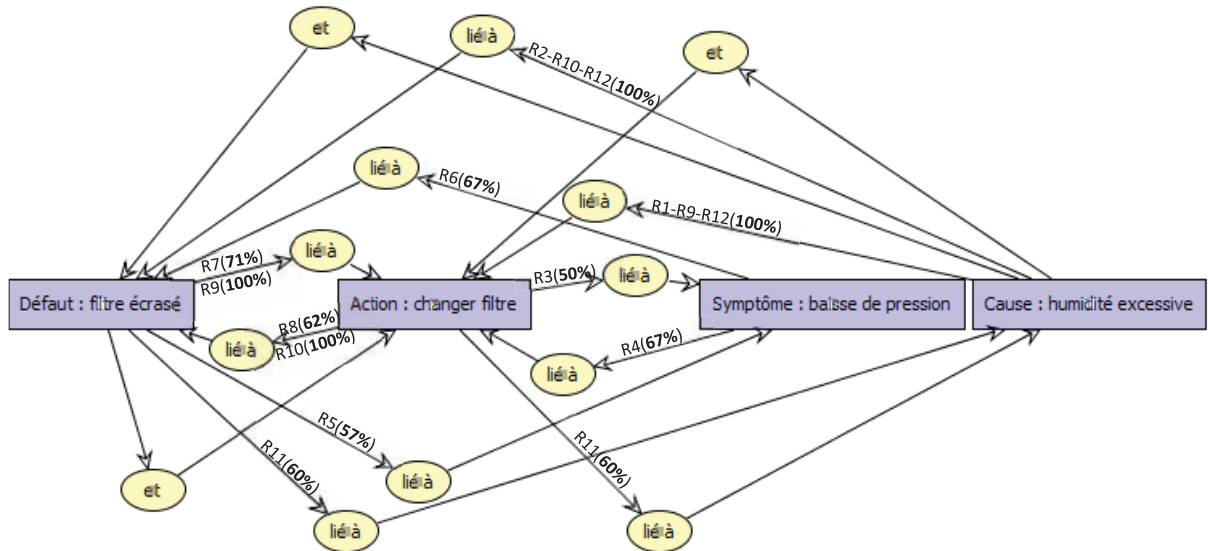 et
lié à
et
R2-R10-R12(100%)
lié à
R6(67%)
lié à
R1-R9-R12(100%)
lié à
R7(71%)
R9(100%)
lié à
R3(50%)
Défaut : filtre écrasé
Action : changer filtre
Symptôme : baisse de pression
Cause : humidité excessive
R8(62%)
R10(100%)
lié à
R4(67%)
lié à
R5(57%)
R11(60%)
R11(60%)
et
lié à
lié à
lié à